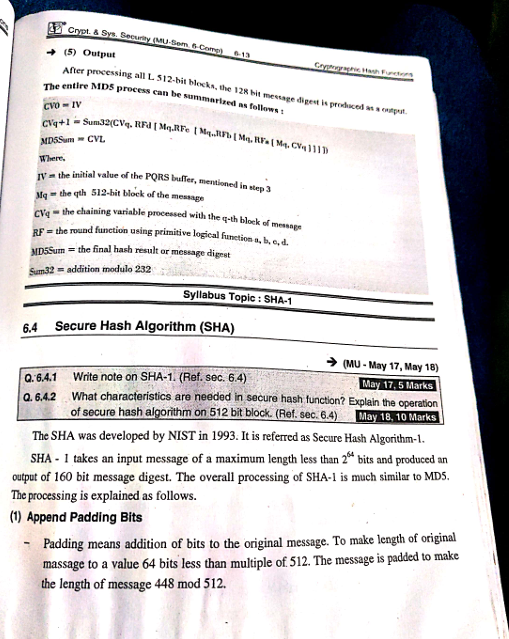 Crypt. & Sys. Security (MU-Sem. 6-Comp) 6-13 Cryptographic Hash Functions
→ (5) Output
After processing all L 512-bit blocks, the 128 bit message digest is produced as a output.
The entire MD5 process can be summarized as follows :
CV0 = IV
CVq+1 = Sum32(CVq, RFd [ Mq,RFc [ Mq,,RFb [ Mq, RFa [ Mq, CVq ] ] ] ])
MD5Sum = CVL
Where,
IV = the initial value of the PQRS buffer, mentioned in step 3
Mq = the qth 512-bit block of the message
CVq = the chaining variable processed with the q-th block of message
RF = the round function using primitive logical function a, b, c, d.
MD5Sum = the final hash result or message digest
Sum32 = addition modulo 232
Syllabus Topic : SHA-1
6.4 Secure Hash Algorithm (SHA)
→ (MU - May 17, May 18)
Q. 6.4.1 Write note on SHA-1. (Ref. sec. 6.4) May 17, 5 Marks
Q. 6.4.2 What characteristics are needed in secure hash function? Explain the operation
of secure hash algorithm on 512 bit block. (Ref. sec. 6.4) May 18, 10 Marks
The SHA was developed by NIST in 1993. It is referred as Secure Hash Algorithm-1.
SHA - 1 takes an input message of a maximum length less than 2^64 bits and produced an
output of 160 bit message digest. The overall processing of SHA-1 is much similar to MD5.
The processing is explained as follows.
(1) Append Padding Bits
– Padding means addition of bits to the original message. To make length of original
massage to a value 64 bits less than multiple of 512. The message is padded to make
the length of message 448 mod 512.